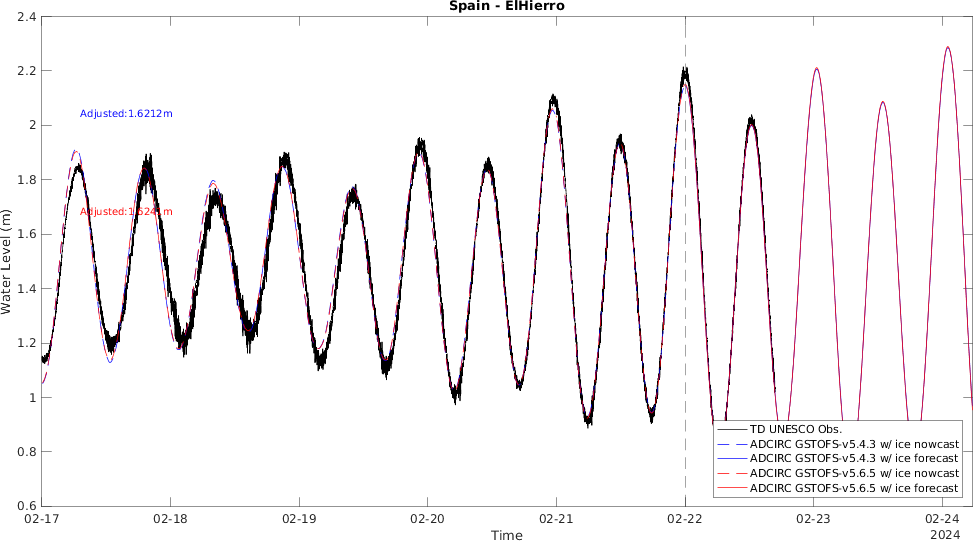 Spain - ElHierro
2.4
2.2
2
1.8
1.6
1.4
1.2
1
0.8
0.6
Water Level (m)
Adjusted:1.6212m
TD UNESCO Obs.
ADCIRC GSTOFS-v5.4.3 w/ ice nowcast
ADCIRC GSTOFS-v5.4.3 w/ ice forecast
ADCIRC GSTOFS-v5.6.5 w/ ice nowcast
ADCIRC GSTOFS-v5.6.5 w/ ice forecast
02-17 02-18 02-19 02-20 02-21 02-22 02-23 02-24
Time 2024